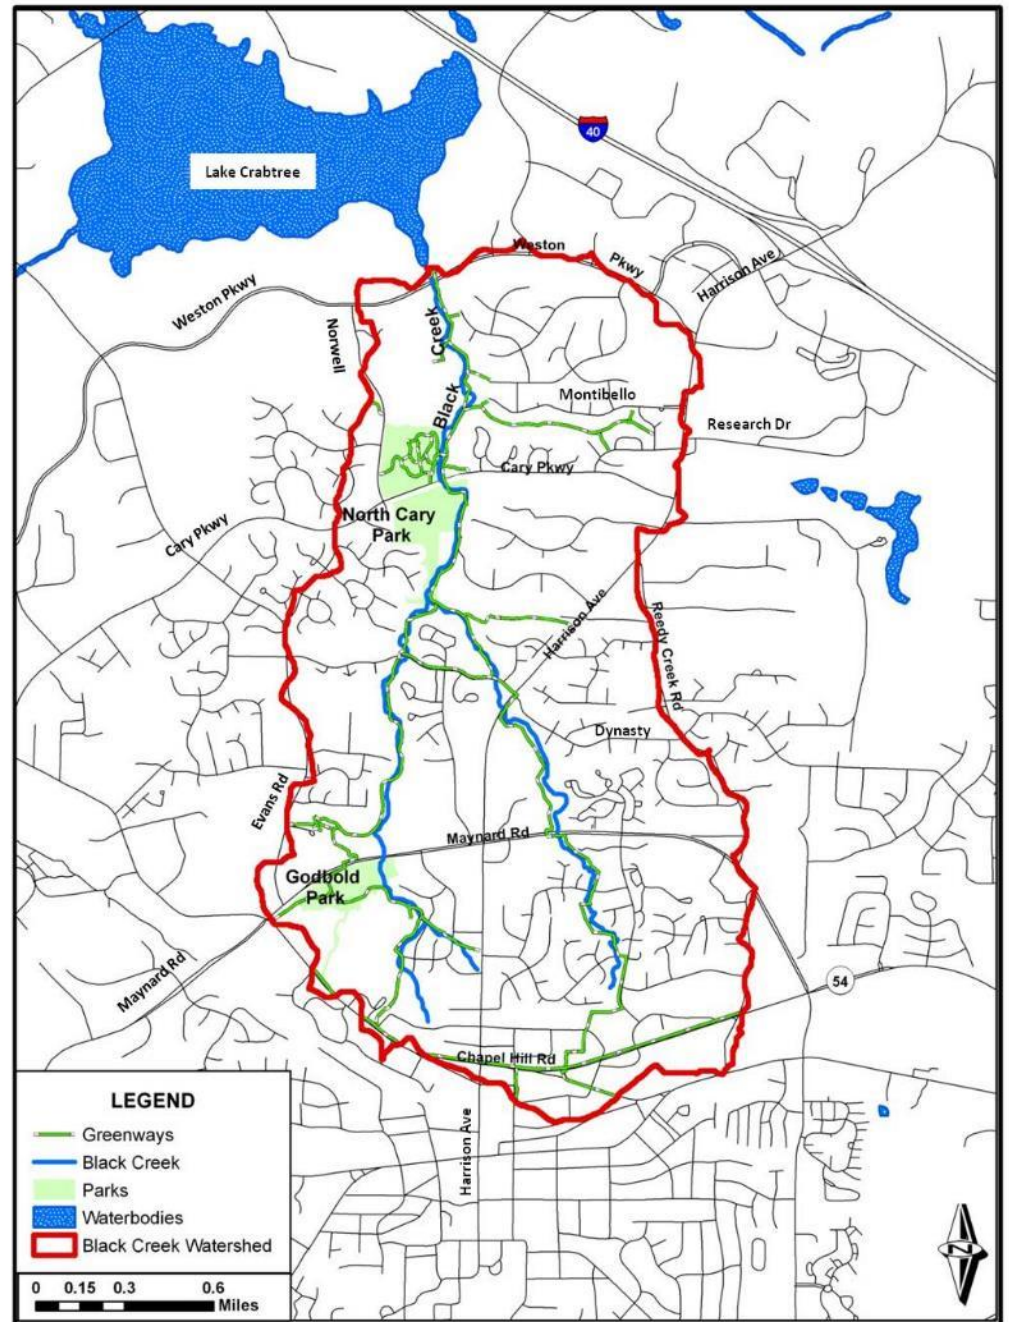 40
Lake Crabtree
Weston
Pkwy
Harrison Ave
Weston Pkwy
Norwell
Creek
Black
Montibello
Research Dr
Cary Pkwy
North Cary
Park
Cary Pkwy
Harrison Ave
Reedy Creek Rd
Dynasty
Evans Rd
Maynard Rd
Godbold
Park
Maynard Rd
54
Chapel Hill Rd
Harrison Ave
LEGEND
Greenways
Black Creek
Parks
Waterbodies
Black Creek Watershed
0 0.15 0.3 0.6
Miles
N